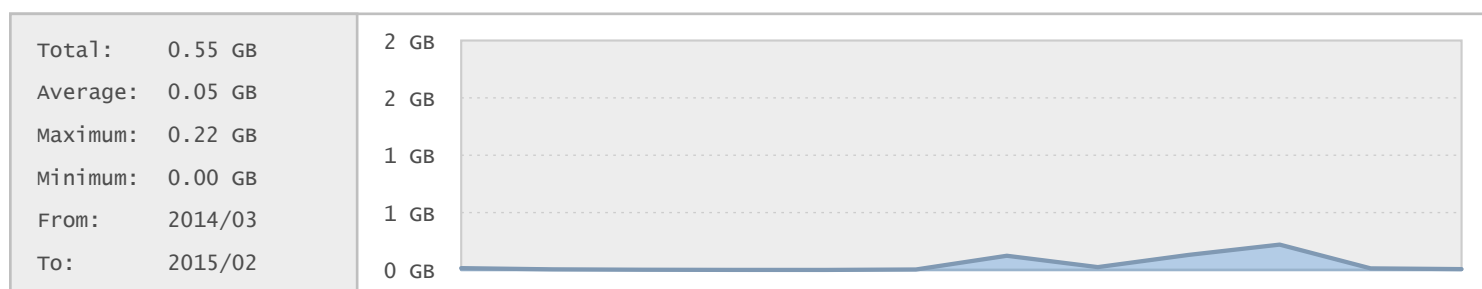 Total: 0.55 GB
Average: 0.05 GB
Maximum: 0.22 GB
Minimum: 0.00 GB
From: 2014/03
To: 2015/02
2 GB
2 GB
1 GB
1 GB
0 GB